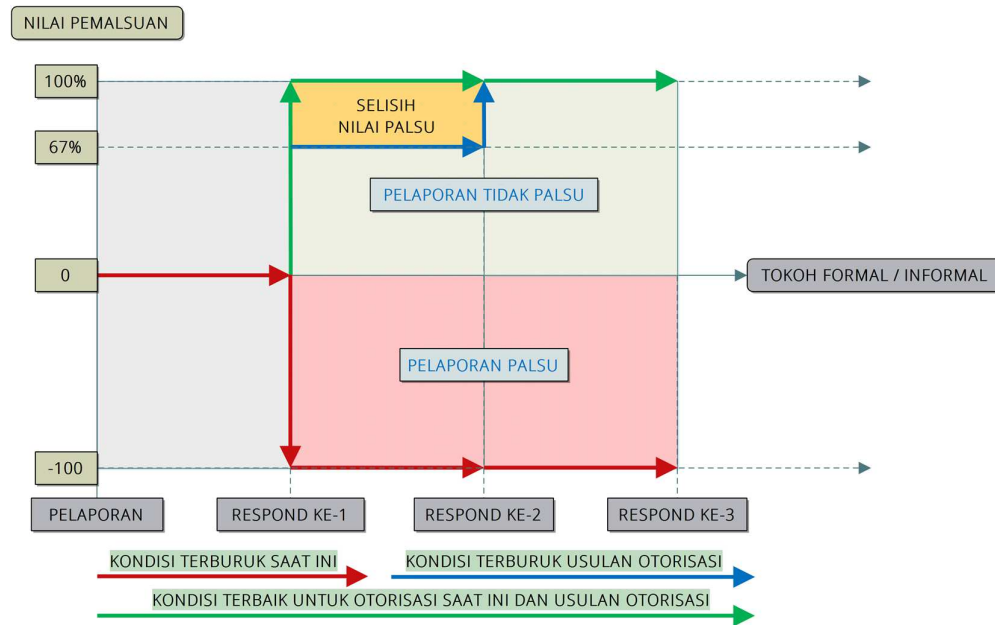 NILAI PEMALSUAN
100%
SELISIH
NILAI PALSU
67%
PELAPORAN TIDAK PALSU
0
TOKOH FORMAL / INFORMAL
PELAPORAN PALSU
-100
PELAPORAN
RESPOND KE-1
RESPOND KE-2
RESPOND KE-3
KONDISI TERBURUK SAAT INI
KONDISI TERBURUK USULAN OTORISASI
KONDISI TERBAIK UNTUK OTORISASI SAAT INI DAN USULAN OTORISASI